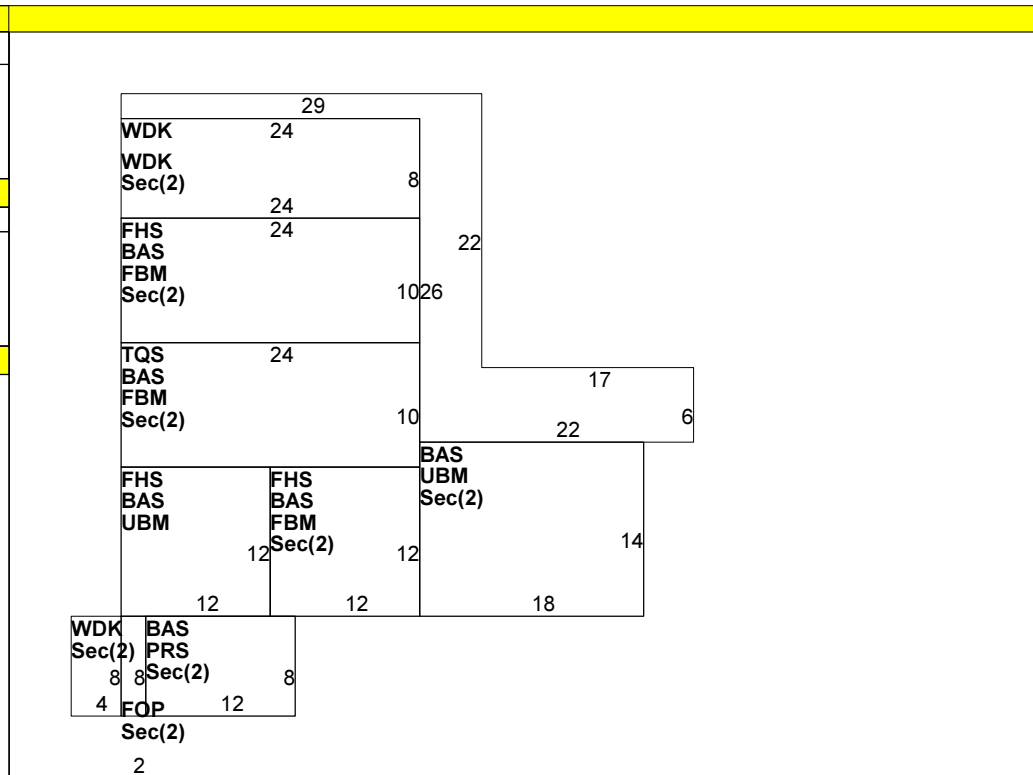 29
WDK 24
WDK
Sec(2) 8
24
FHS 24
BAS 22
FBM
Sec(2) 10 26
TQS 24
BAS 17
FBM
Sec(2) 10 22 6
BAS
UBM
Sec(2)
14
18
FHS
BAS
UBM
12
12
FHS
BAS
FBM
Sec(2)
12
12
WDK
Sec(2)
8
4
8
FOP
Sec(2)
2
BAS
PRS
Sec(2)
8
12